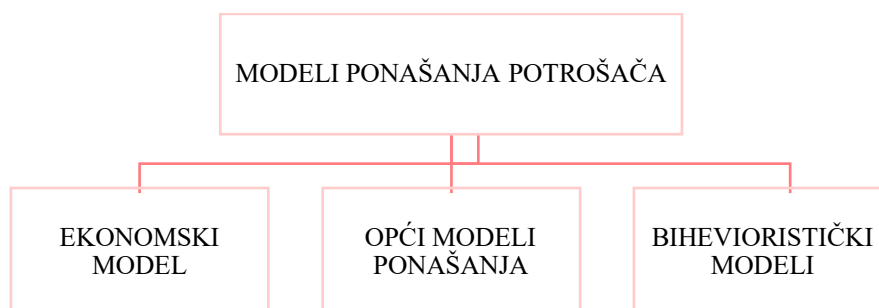 MODELI PONAŠANJA POTROŠAČA
EKONOMSKI
MODEL
OPĆI MODELI
PONAŠANJA
BIHEVIORISTIČKI
MODELI